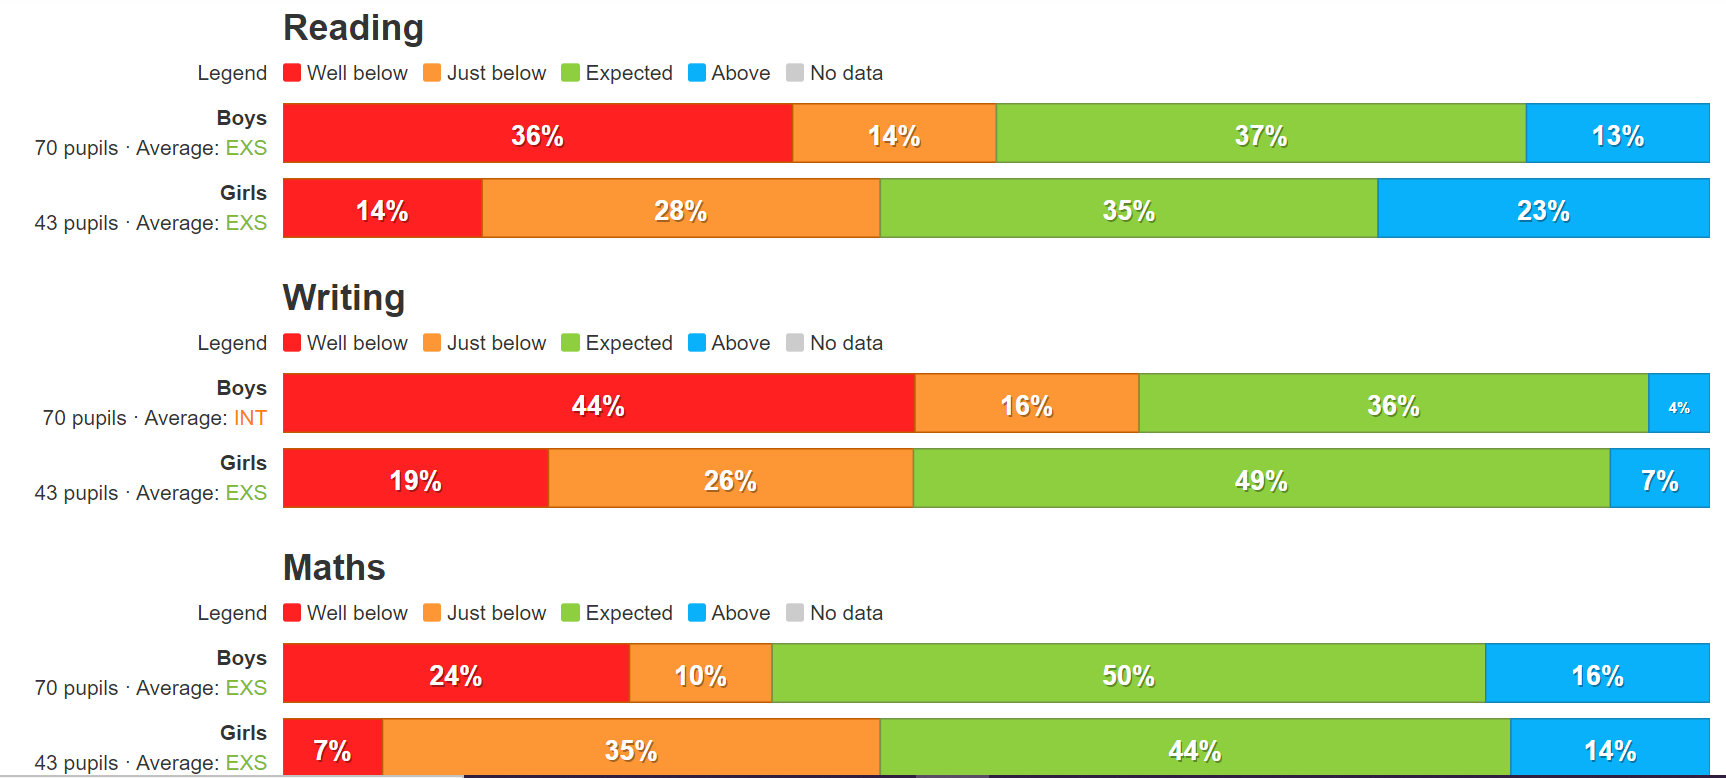 Reading
Legend Well below Just below Expected Above No data
Boys
70 pupils · Average: EXS
36% 14% 37% 13%
Girls
43 pupils · Average: EXS
14% 28% 35% 23%
Writing
Legend Well below Just below Expected Above No data
Boys
70 pupils · Average: INT
44% 16% 36% 4%
Girls
43 pupils · Average: EXS
19% 26% 49% 7%
Maths
Legend Well below Just below Expected Above No data
Boys
70 pupils · Average: EXS
24% 10% 50% 16%
Girls
43 pupils · Average: EXS
7% 35% 44% 14%